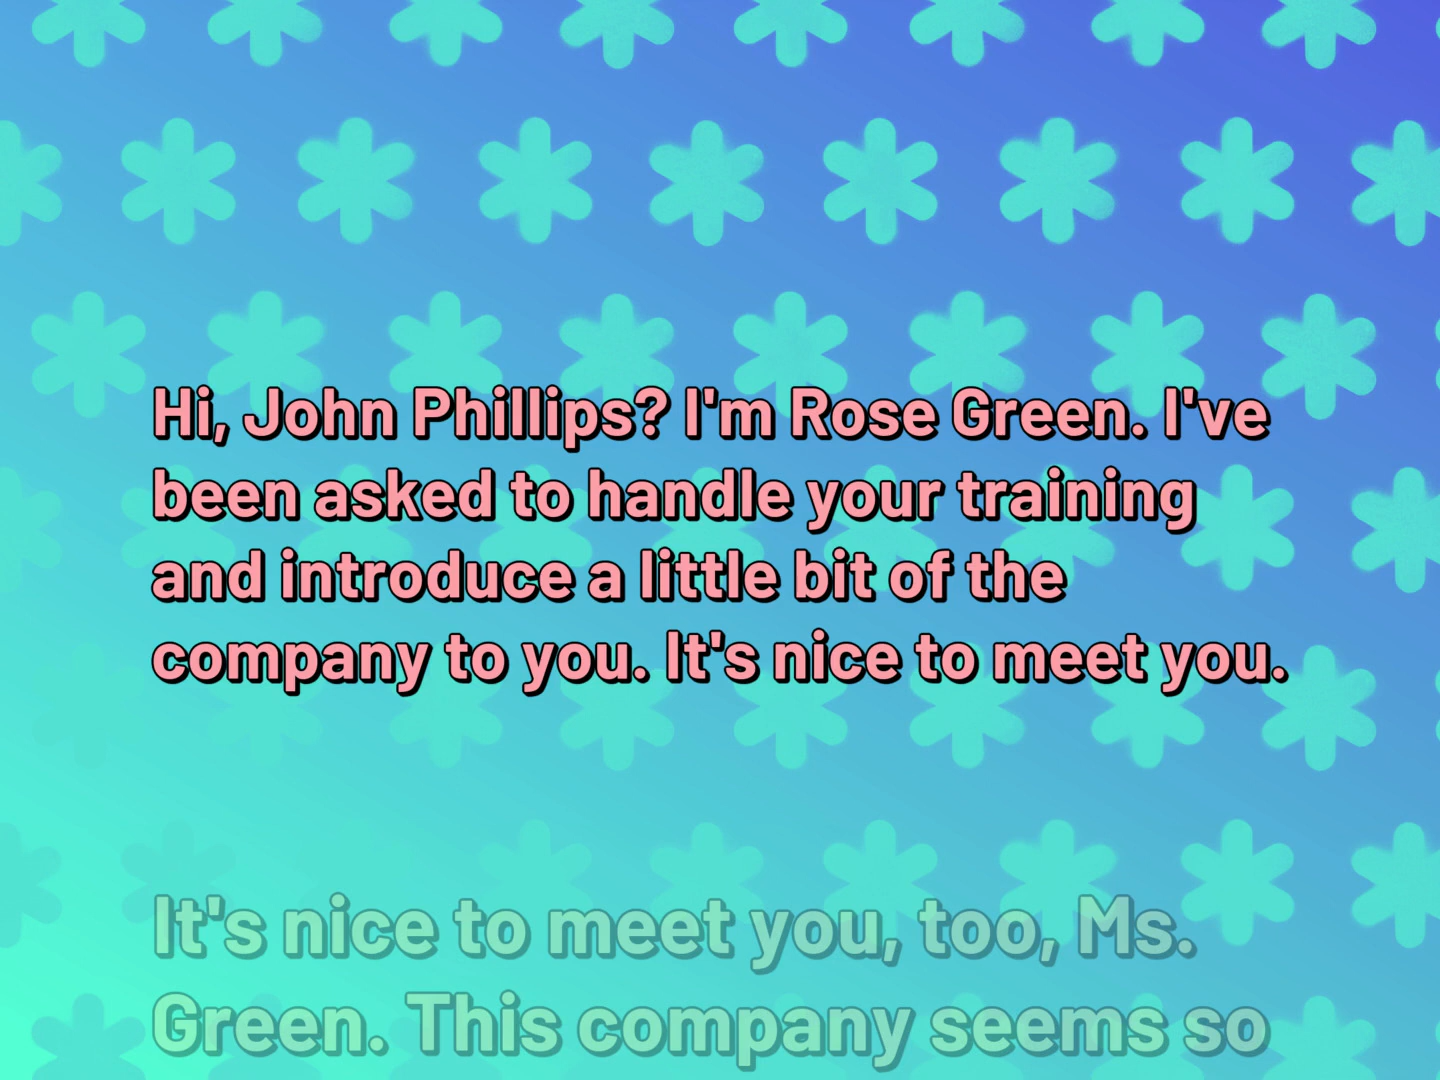 Hi, John Phillips? I'm Rose Green. I've
been asked to handle your training
and introduce a little bit of the
company to you. It's nice to meet you.
It's nice to meet you, too, Ms.
Green. This company seems so